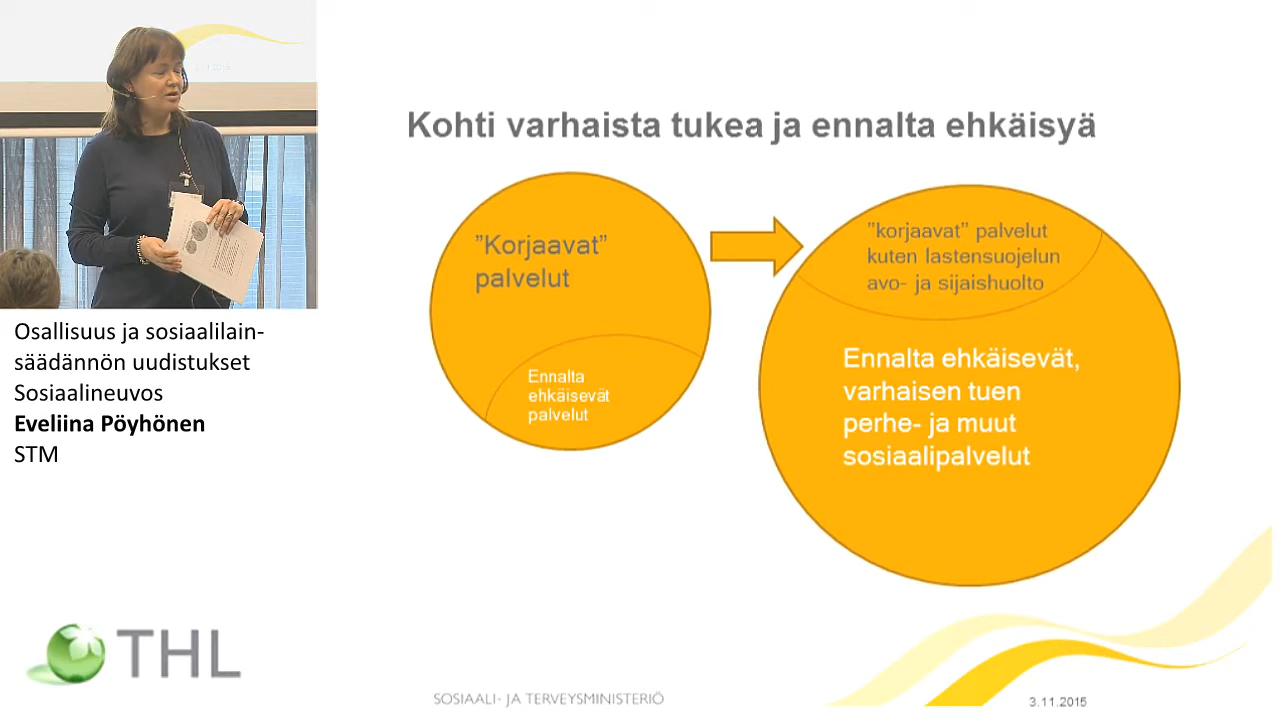 Kohti varhaista tukea ja ennalta ehkäisyä
”Korjaavat”
palvelut
Ennalta
ehkäisevät
palvelut
"korjaavat" palvelut
kuten lastensuojelun
avo- ja sijaishuolto
Ennalta ehkäisevät,
varhaisen tuen
perhe- ja muut
sosiaalipalvelut
Osallisuus ja sosiaalilain-
säädännön uudistukset
Sosiaalineuvos
Eveliina Pöyhönen
STM
THL
SOSIAALI- JA TERVEYSMINISTERIÖ
3.11.2015